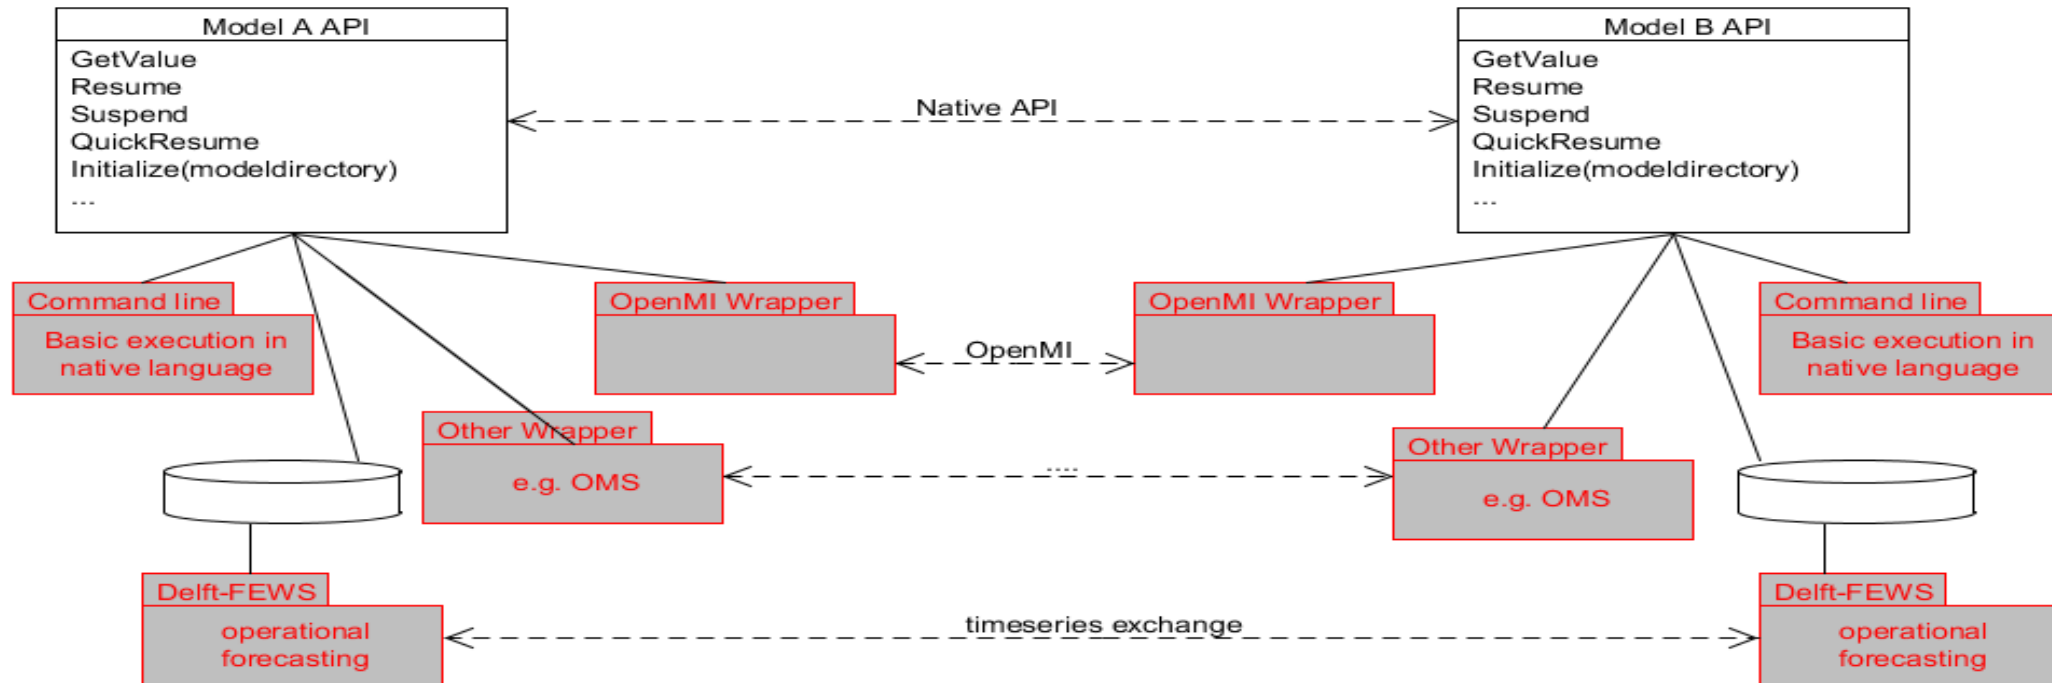 Model A API
GetValue
Resume
Suspend
QuickResume
Initialize(modeldirectory)
...
Native API
Model B API
GetValue
Resume
Suspend
QuickResume
Initialize(modeldirectory)
...
Command line
Basic execution in
native language
OpenMI Wrapper
OpenMI
OpenMI Wrapper
Command line
Basic execution in
native language
Other Wrapper
e.g. OMS
....
Other Wrapper
e.g. OMS
Delft-FEWS
operational
forecasting
timeseries exchange
Delft-FEWS
operational
forecasting